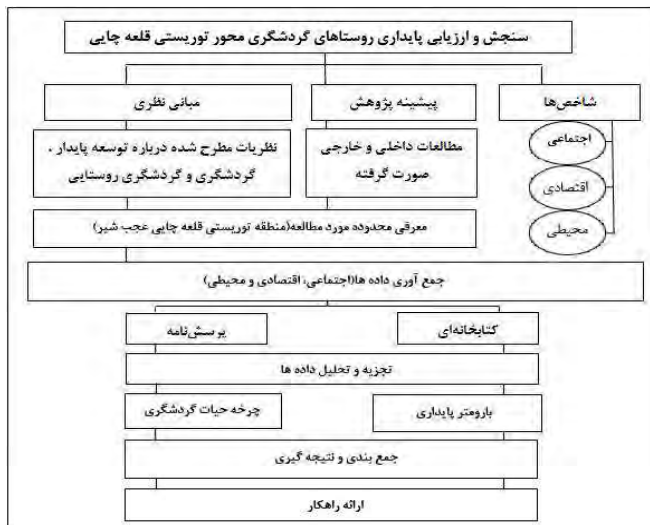 سنجش و ارزیابی پایداری روستاهای گردشگری محور توریستی قلعه چایی
شاخص‌ها
پیشینه پژوهش
مبانی نظری
اجتماعی
اقتصادی
محیطی
مطالعات داخلی و خارجی
صورت گرفته
نظریات مطرح شده درباره توسعه پایدار ،
گردشگری و گردشگری روستایی
معرفی محدوده مورد مطالعه(منطقه توریستی قلعه چایی عجب شیر)
جمع آوری داده ها(اجتماعی، اقتصادی و محیطی)
کتابخانه‌ای
پرسش‌نامه
تجزیه و تحلیل داده ها
بارومتر پایداری
چرخه حیات گردشگری
جمع بندی و نتیجه گیری
ارائه راهکار